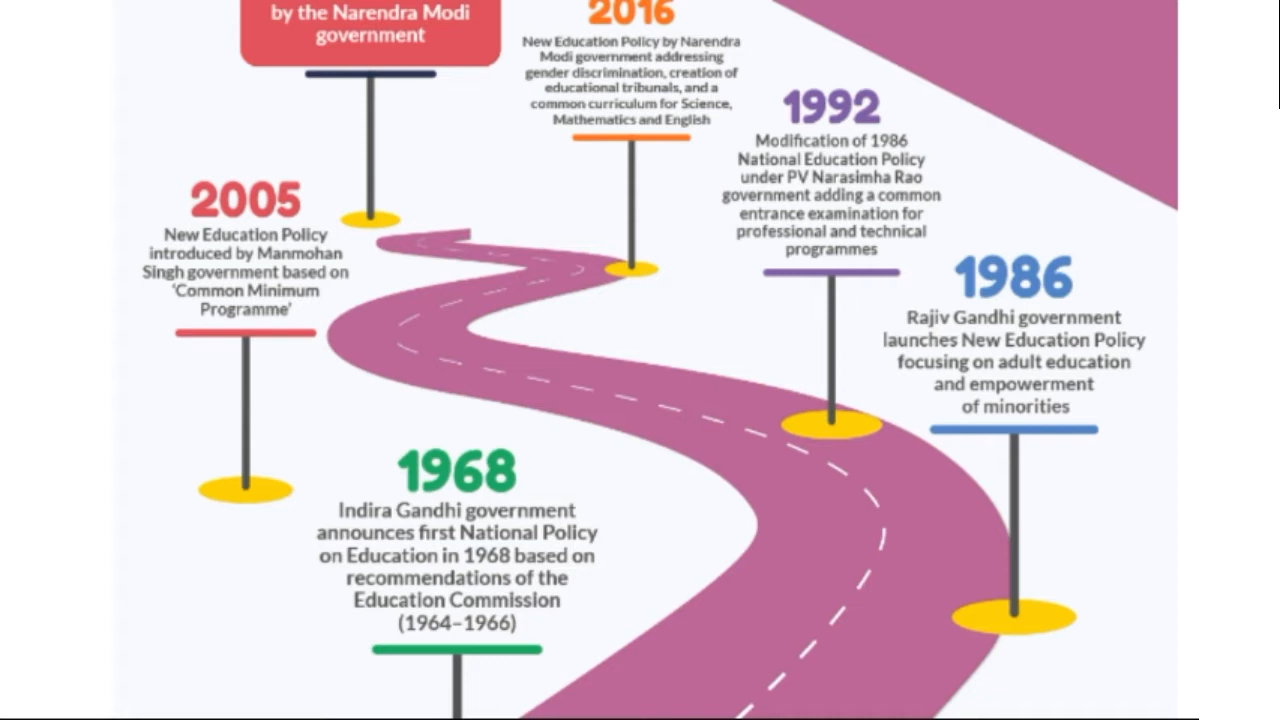 by the Narendra Modi
government
2016
New Education Policy by Narendra
Modi government addressing
gender discrimination, creation of
educational tribunals, and a
common curriculum for Science,
Mathematics and English
1992
Modification of 1986
National Education Policy
under PV Narasimha Rao
government adding a common
entrance examination for
professional and technical
programmes
2005
New Education Policy
introduced by Manmohan
Singh government based on
‘Common Minimum
Programme’
1986
Rajiv Gandhi government
launches New Education Policy
focusing on adult education
and empowerment
of minorities
1968
Indira Gandhi government
announces first National Policy
on Education in 1968 based on
recommendations of the
Education Commission
(1964–1966)